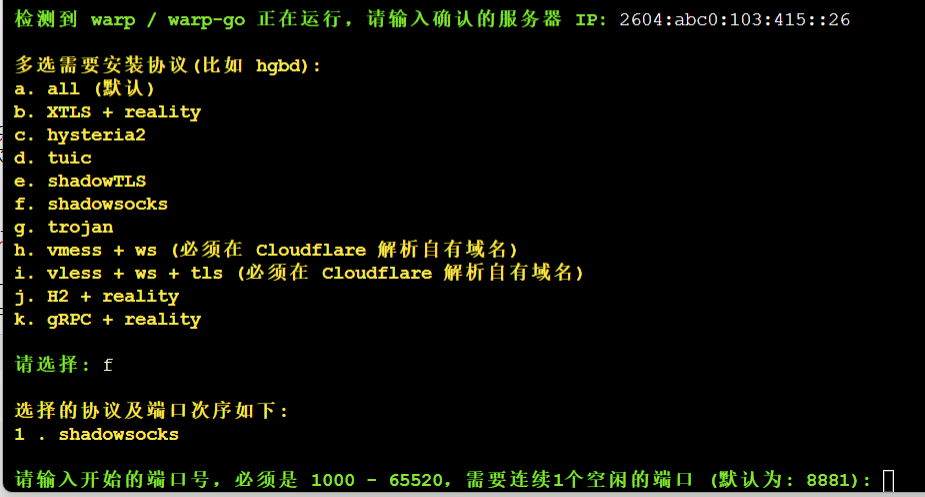 检测到 warp / warp-go 正在运行，请输入确认的服务器 IP: 2604:abc0:103:415::26
多选需要安装协议(比如 hgbd):
a. all (默认)
b. XTLS + reality
c. hysteria2
d. tuic
e. shadowTLS
f. shadowsocks
g. trojan
h. vmess + ws (必须在 Cloudflare 解析自有域名)
i. vless + ws + tls (必须在 Cloudflare 解析自有域名)
j. H2 + reality
k. gRPC + reality
请选择: f
选择的协议及端口次序如下:
1 . shadowsocks
请输入开始的端口号，必须是 1000 - 65520，需要连续1个空闲的端口 (默认为: 8881):